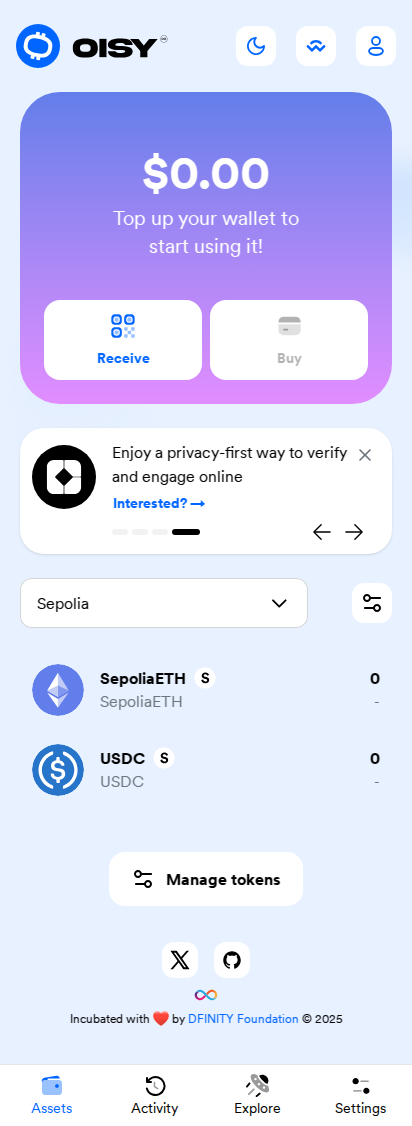 OISY
$0.00
Top up your wallet to
start using it!
Receive
Buy
Enjoy a privacy-first way to verify
and engage online
Interested?
Sepolia
SepoliaETH S 0
SepoliaETH -
USDC S 0
USDC -
Manage tokens
Incubated with ❤️ by DFINITY Foundation © 2025
Assets
Activity
Explore
Settings